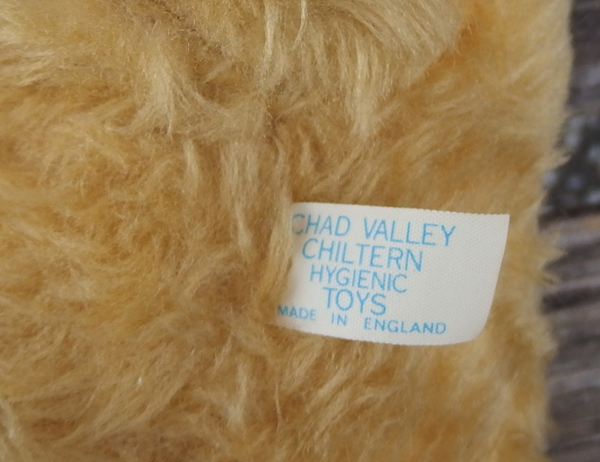 CHAD VALLEY
CHILTERN
HYGIENIC
TOYS
MADE IN ENGLAND